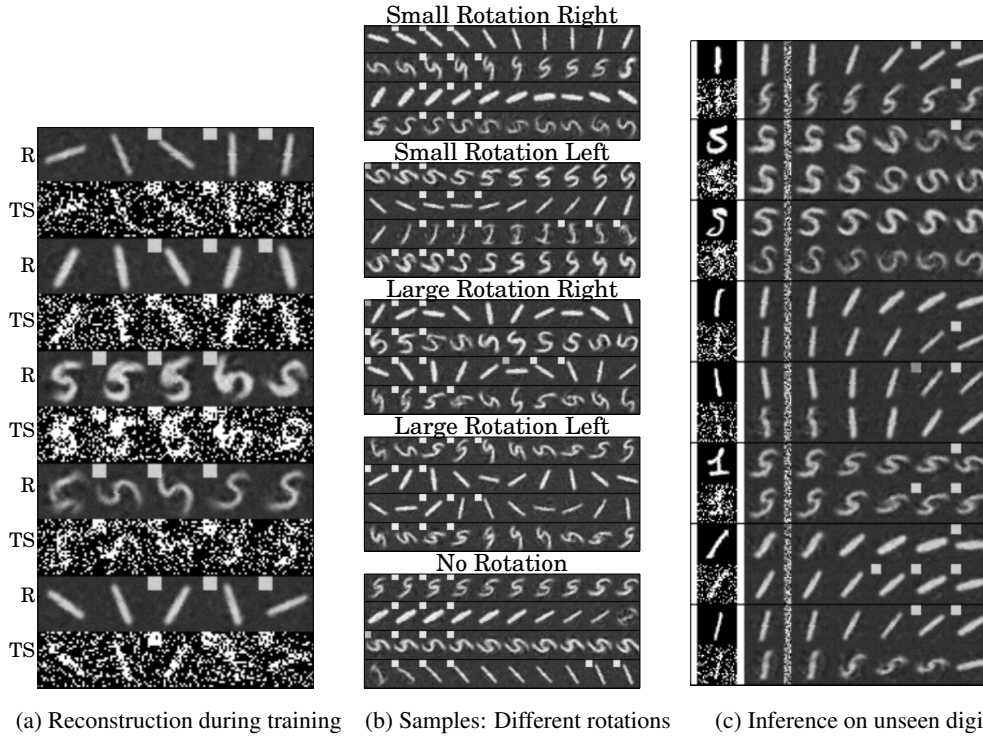 R
TS
R
TS
R
TS
R
TS
R
TS
(a) Reconstruction during training
Small Rotation Right
Small Rotation Left
Large Rotation Right
Large Rotation Left
No Rotation
(b) Samples: Different rotations
(c) Inference on unseen digi